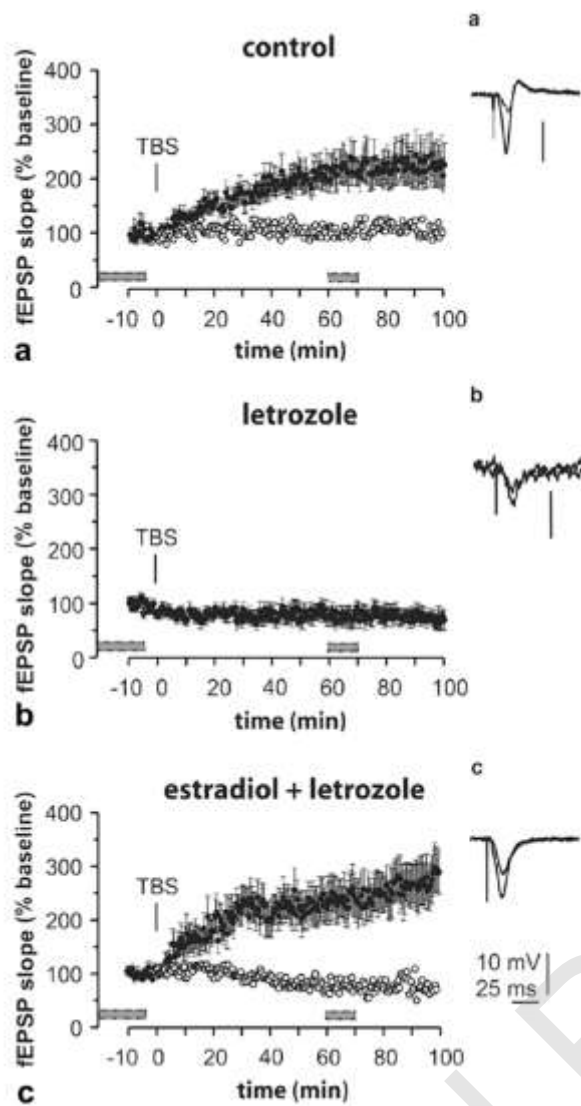 a
control
400
300
200
100
0
fEPSP slope (% baseline)
TBS
-10 0 20 40 60 80 100
time (min)
a
b
letrozole
400
300
200
100
0
fEPSP slope (% baseline)
TBS
-10 0 20 40 60 80 100
time (min)
b
c
estradiol + letrozole
400
300
200
100
0
fEPSP slope (% baseline)
TBS
10 mV
25 ms
-10 0 20 40 60 80 100
time (min)
c